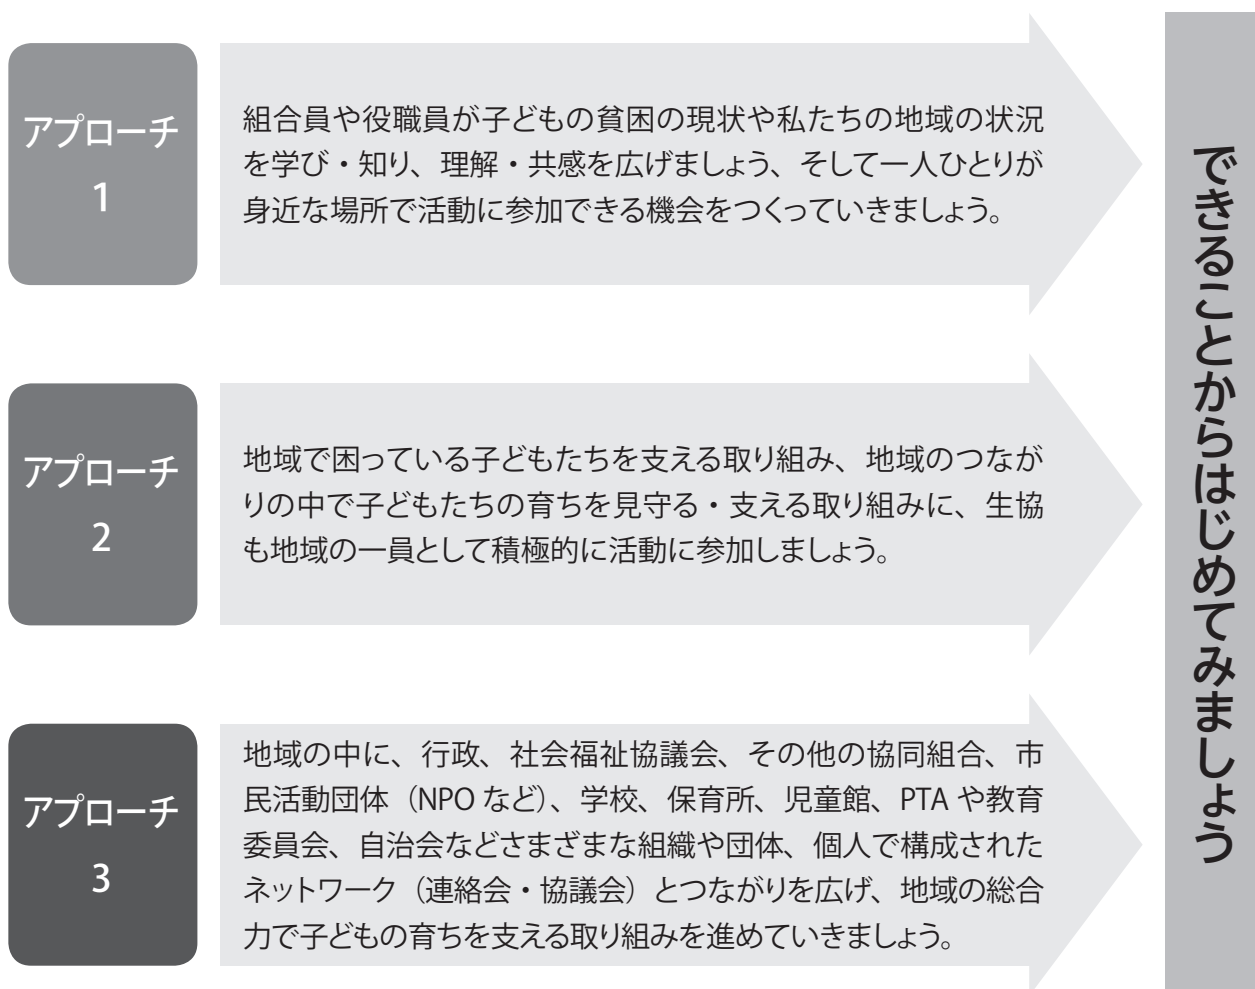 アプローチ
1
組合員や役職員が子どもの貧困の現状や私たちの地域の状況
を学び・知り、理解・共感を広げましょう、そして一人ひとりが
身近な場所で活動に参加できる機会をつくっていきましょう。
アプローチ
2
地域で困っている子どもたちを支える取り組み、地域のつなが
りの中で子どもたちの育ちを見守る・支える取り組みに、生協
も地域の一員として積極的に活動に参加しましょう。
アプローチ
3
地域の中に、行政、社会福祉協議会、その他の協同組合、市
民活動団体（NPOなど）、学校、保育所、児童館、PTAや教育
委員会、自治会などさまざまな組織や団体、個人で構成された
ネットワーク（連絡会・協議会）とつながりを広げ、地域の総合
力で子どもの育ちを支える取り組みを進めていきましょう。
できることからはじめてみましょう